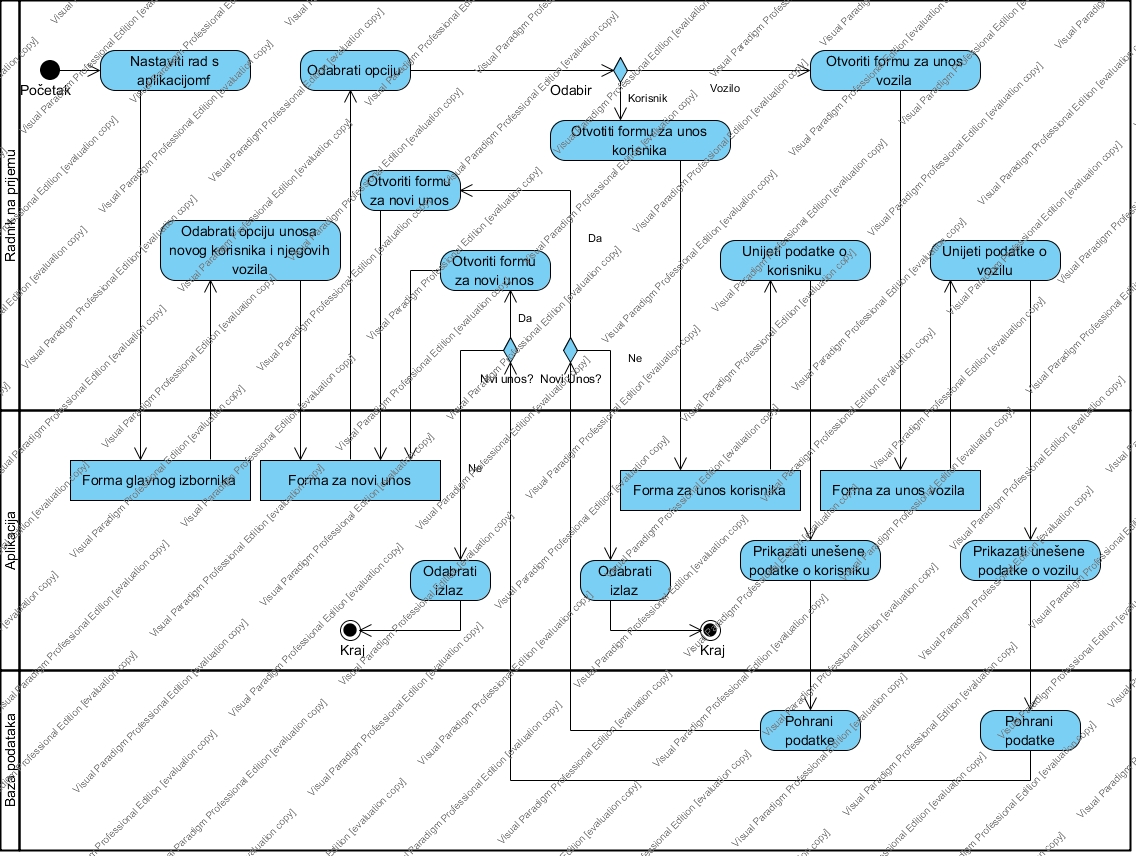 Početak
Nastaviti rad s
aplikacijomf
Odabrati opciju
Odabir
Korisnik
Vozilo
Otvoriti formu za unos
vozila
Otvotiti formu za unos
korisnika
Radnik na prijemu
Otvoriti formu
za novi unos
Odabrati opciju unosa
novog korisnika i njegovih
vozila
Da
Otvoriti formu
za novi unos
Unijeti podatke o
korisniku
Unijeti podatke o
vozilu
Da
Ne
Nvi unos?
Novi Unos?
Aplikacija
Forma glavnog izbornika
Forma za novi unos
Ne
Forma za unos korisnika
Forma za unos vozila
Odabrati
izlaz
Odabrati
izlaz
Prikazati unešene
podatke o korisniku
Prikazati unešene
podatke o vozilu
Kraj
Kraj
Baza podataka
Pohrani
podatke
Pohrani
podatke
Visual Paradigm Professional Edition [evaluation copy]